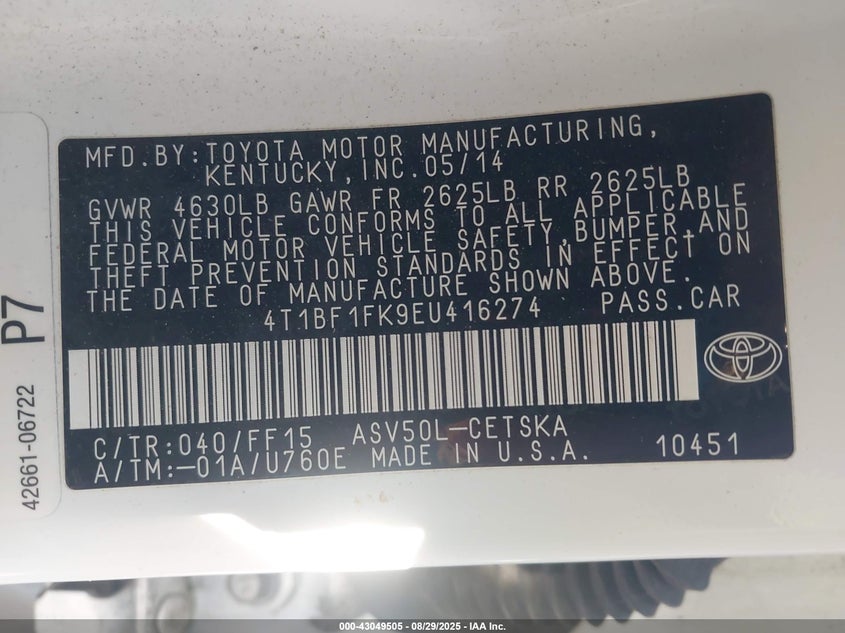 MFD.BY:TOYOTA MOTOR MANUFACTURING,
KENTUCKY,INC.05/14
GVWR 4630LB GAWR FR 2625LB RR 2625LB
THIS VEHICLE CONFORMS TO ALL APPLICABLE
FEDERAL MOTOR VEHICLE SAFETY,BUMPER,AND
THEFT PREVENTION STANDARDS IN EFFECT ON
THE DATE OF MANUFACTURE SHOWN ABOVE.
4T1BF1FK9EU416274 PASS.CAR
C/TR:040/FF15 ASV50L-CETSKA
A/TM:-01A/U760E MADE IN U.S.A. 10451
P7
42661-06722
000-43049505 - 08/29/2025 - IAA Inc.